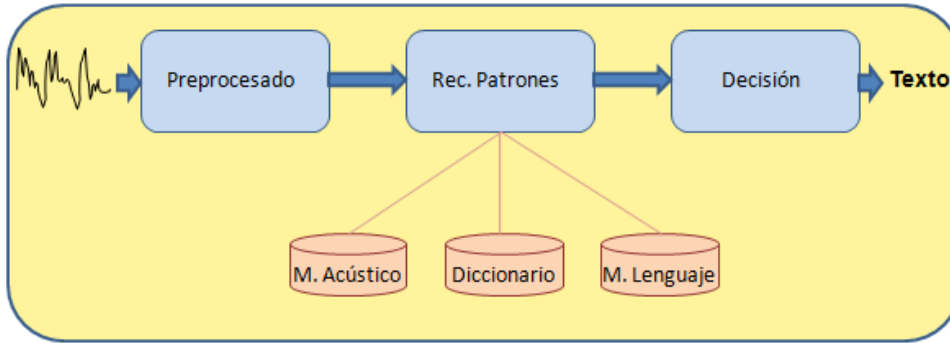 Preprocesado
Rec. Patrones
Decisión
Texto
M. Acústico
Diccionario
M. Lenguaje